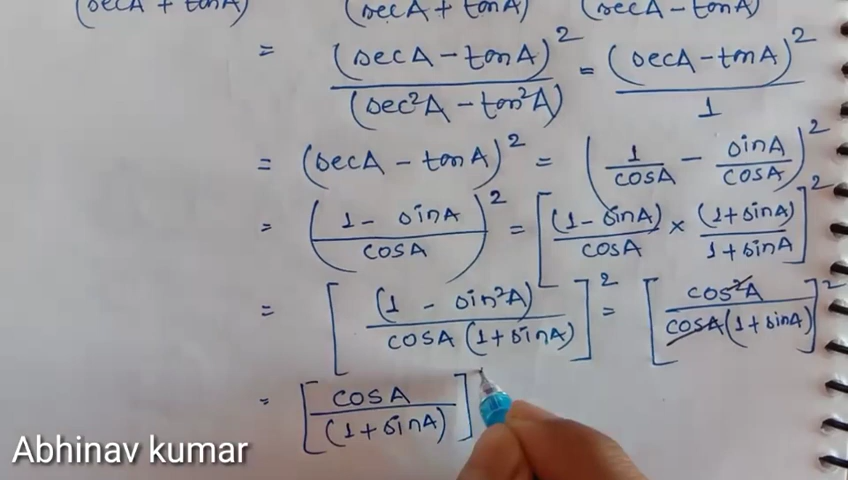 (secA + tanA) (secA + tanA) (secA - tanA)
= (secA - tanA)² / (sec²A - tan²A) = (secA - tanA)² / 1
= (secA - tanA)² = (1/cosA - sinA/cosA)²
= ((1 - sinA)/cosA)² = [(1 - sinA)/cosA × (1+sinA)/(1+sinA)]²
= [(1 - sin²A) / cosA (1+sinA)]² = [cos²A / cosA(1+sinA)]²
= [cosA / (1+sinA)]
Abhinav kumar